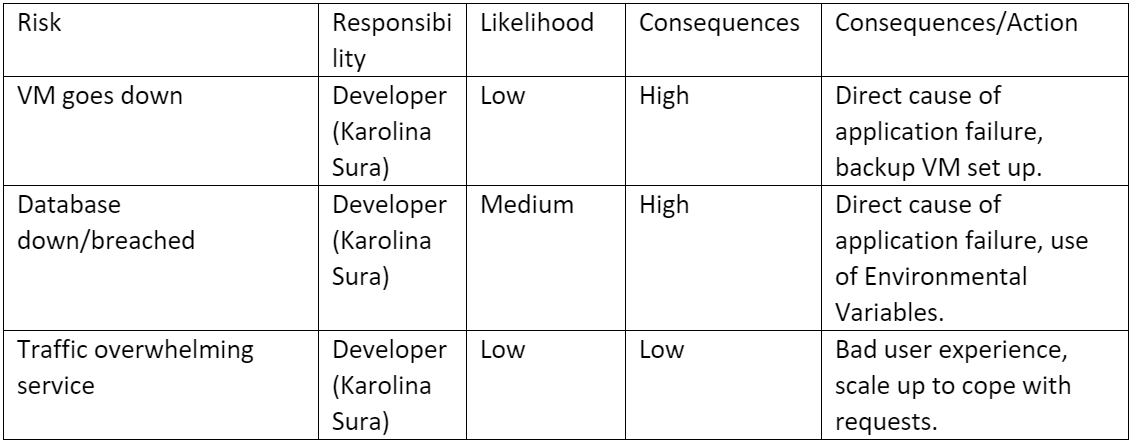 Risk
Responsibi
lity
Likelihood
Consequences
Consequences/Action
VM goes down
Developer
(Karolina
Sura)
Low
High
Direct cause of
application failure,
backup VM set up.
Database
down/breached
Developer
(Karolina
Sura)
Medium
High
Direct cause of
application failure, use
of Environmental
Variables.
Traffic overwhelming
service
Developer
(Karolina
Sura)
Low
Low
Bad user experience,
scale up to cope with
requests.